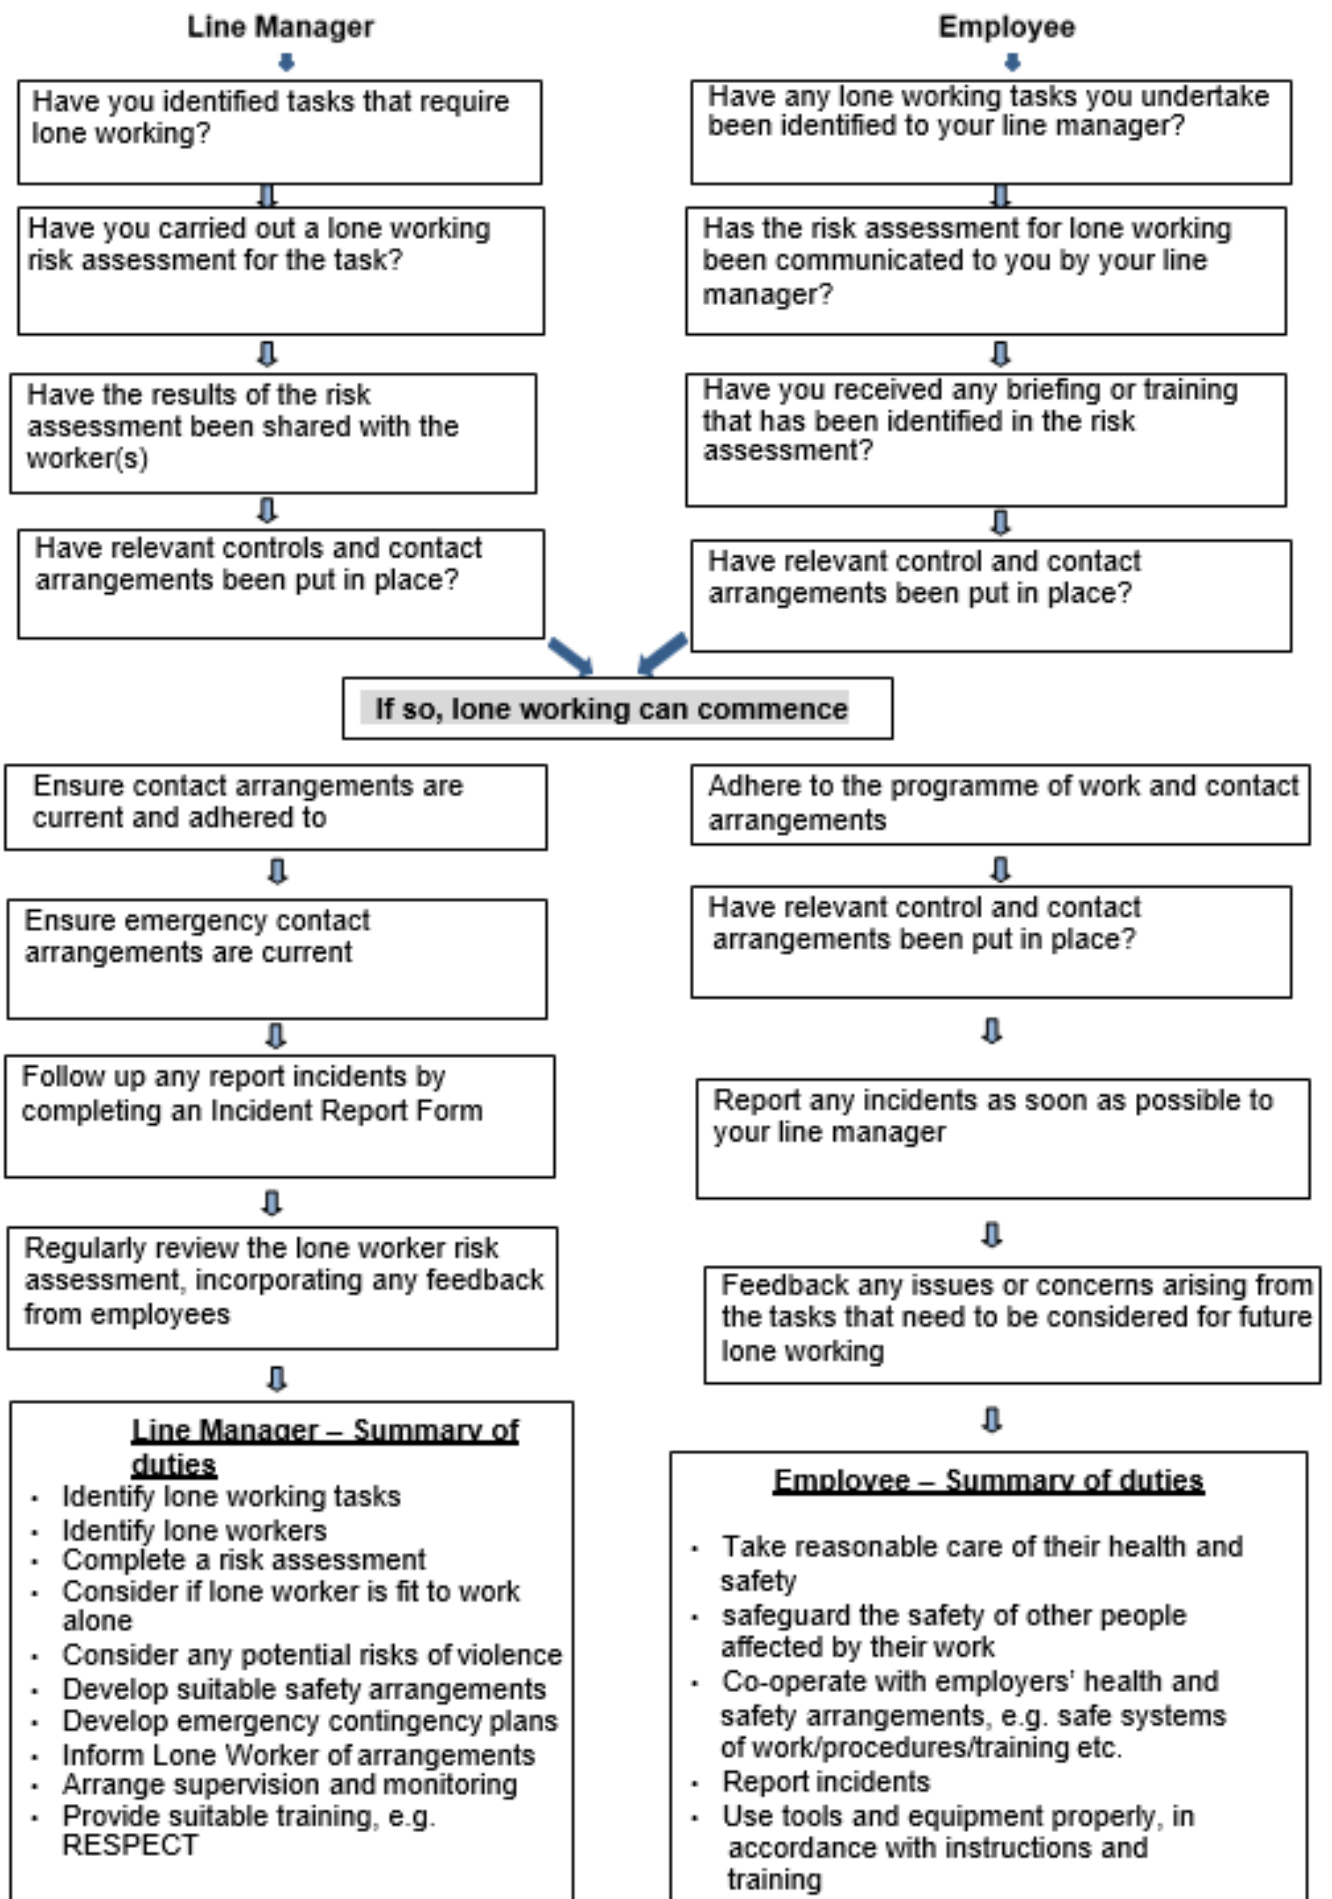 Line Manager
Have you identified tasks that require
lone working?
Have you carried out a lone working
risk assessment for the task?
Have the results of the risk
assessment been shared with the
worker(s)
Have relevant controls and contact
arrangements been put in place?
Employee
Have any lone working tasks you undertake
been identified to your line manager?
Has the risk assessment for lone working
been communicated to you by your line
manager?
Have you received any briefing or training
that has been identified in the risk
assessment?
Have relevant control and contact
arrangements been put in place?
If so, lone working can commence
Ensure contact arrangements are
current and adhered to
Ensure emergency contact
arrangements are current
Follow up any report incidents by
completing an Incident Report Form
Regularly review the lone worker risk
assessment, incorporating any feedback
from employees
Line Manager – Summary of
duties
· Identify lone working tasks
· Identify lone workers
· Complete a risk assessment
· Consider if lone worker is fit to work
alone
· Consider any potential risks of violence
· Develop suitable safety arrangements
· Develop emergency contingency plans
· Inform Lone Worker of arrangements
· Arrange supervision and monitoring
· Provide suitable training, e.g.
RESPECT
Adhere to the programme of work and contact
arrangements
Have relevant control and contact
arrangements been put in place?
Report any incidents as soon as possible to
your line manager
Feedback any issues or concerns arising from
the tasks that need to be considered for future
lone working
Employee – Summary of duties
· Take reasonable care of their health and
safety
· safeguard the safety of other people
affected by their work
· Co-operate with employers' health and
safety arrangements, e.g. safe systems
of work/procedures/training etc.
· Report incidents
· Use tools and equipment properly, in
accordance with instructions and
training